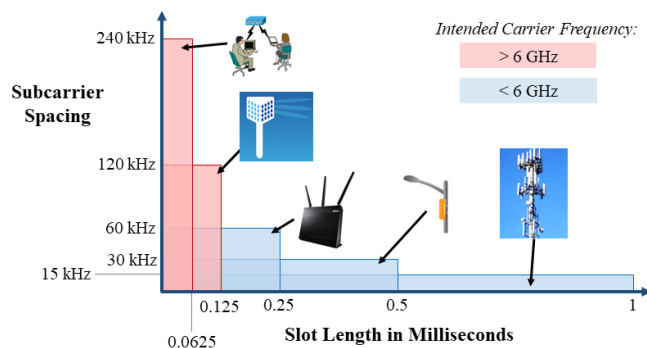 Intended Carrier Frequency:
> 6 GHz
< 6 GHz
240 kHz
Subcarrier
Spacing
120 kHz
60 kHz
30 kHz
15 kHz
0.125
0.25
0.5
1
0.0625
Slot Length in Milliseconds